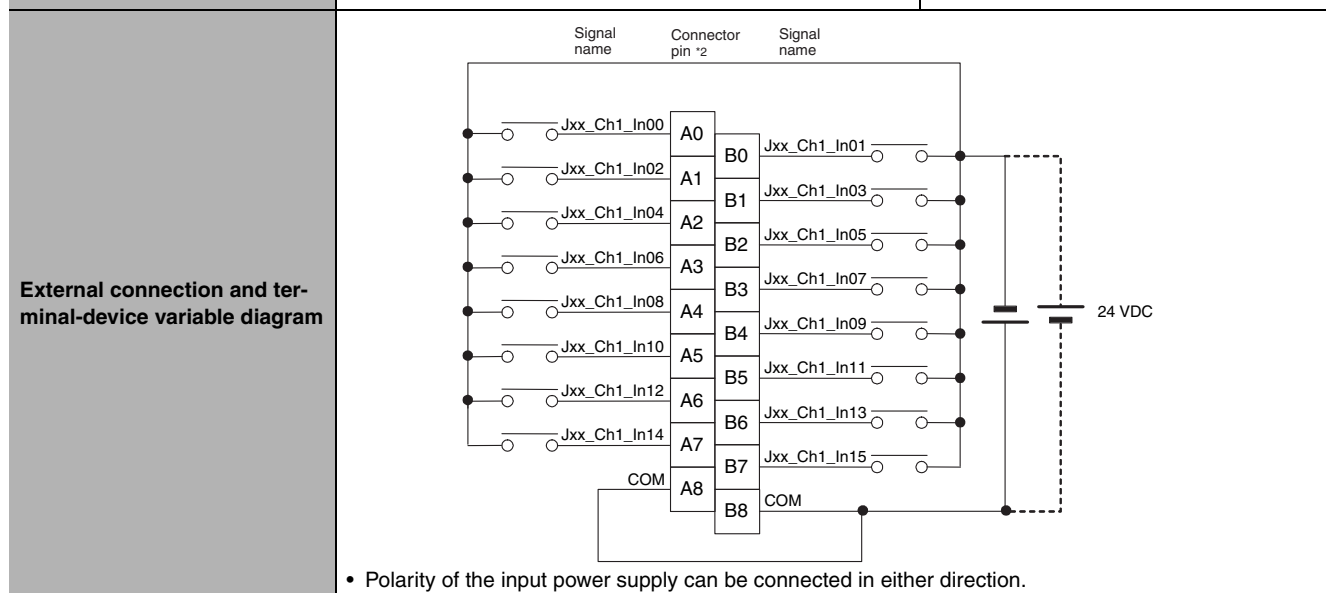 Signal name
Connector pin *2
Signal name
Jxx_Ch1_In00
A0
B0
Jxx_Ch1_In01
Jxx_Ch1_In02
A1
B1
Jxx_Ch1_In03
Jxx_Ch1_In04
A2
B2
Jxx_Ch1_In05
Jxx_Ch1_In06
A3
B3
Jxx_Ch1_In07
Jxx_Ch1_In08
A4
B4
Jxx_Ch1_In09
Jxx_Ch1_In10
A5
B5
Jxx_Ch1_In11
Jxx_Ch1_In12
A6
B6
Jxx_Ch1_In13
Jxx_Ch1_In14
A7
B7
Jxx_Ch1_In15
COM
A8
B8
COM
24 VDC
External connection and ter-
minal-device variable diagram
• Polarity of the input power supply can be connected in either direction.